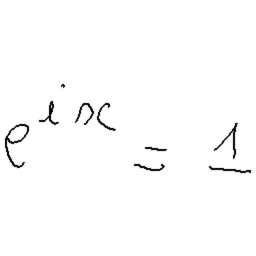 e^{ix} = 1